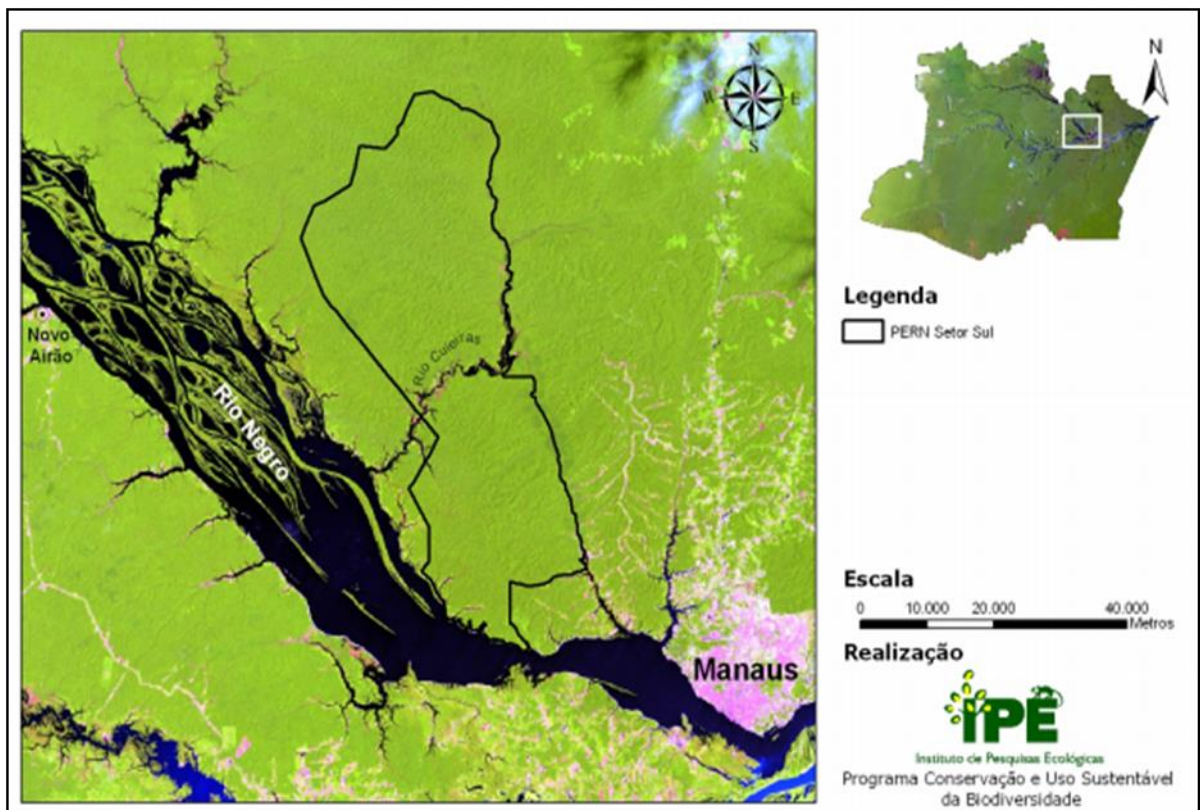 N
W
E
S
Novo
Airão
Rio Negro
Rio Cuieiras
Manaus
N
Legenda
PERN Setor Sul
Escala
0 10.000 20.000 40.000
Metros
Realização
IPÊ
Instituto de Pesquisas Ecológicas
Programa Conservação e Uso Sustentável
da Biodiversidade